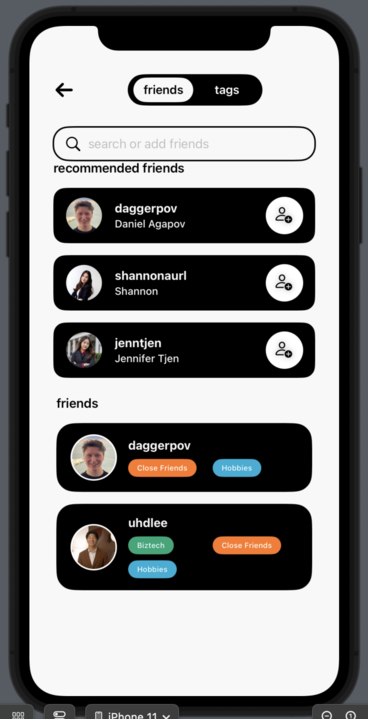 friends tags
search or add friends
recommended friends
daggerpov
Daniel Agapov
shannonaurl
Shannon
jenntjen
Jennifer Tjen
friends
daggerpov
Close Friends Hobbies
uhdlee
Biztech Close Friends
Hobbies
iPhone 11